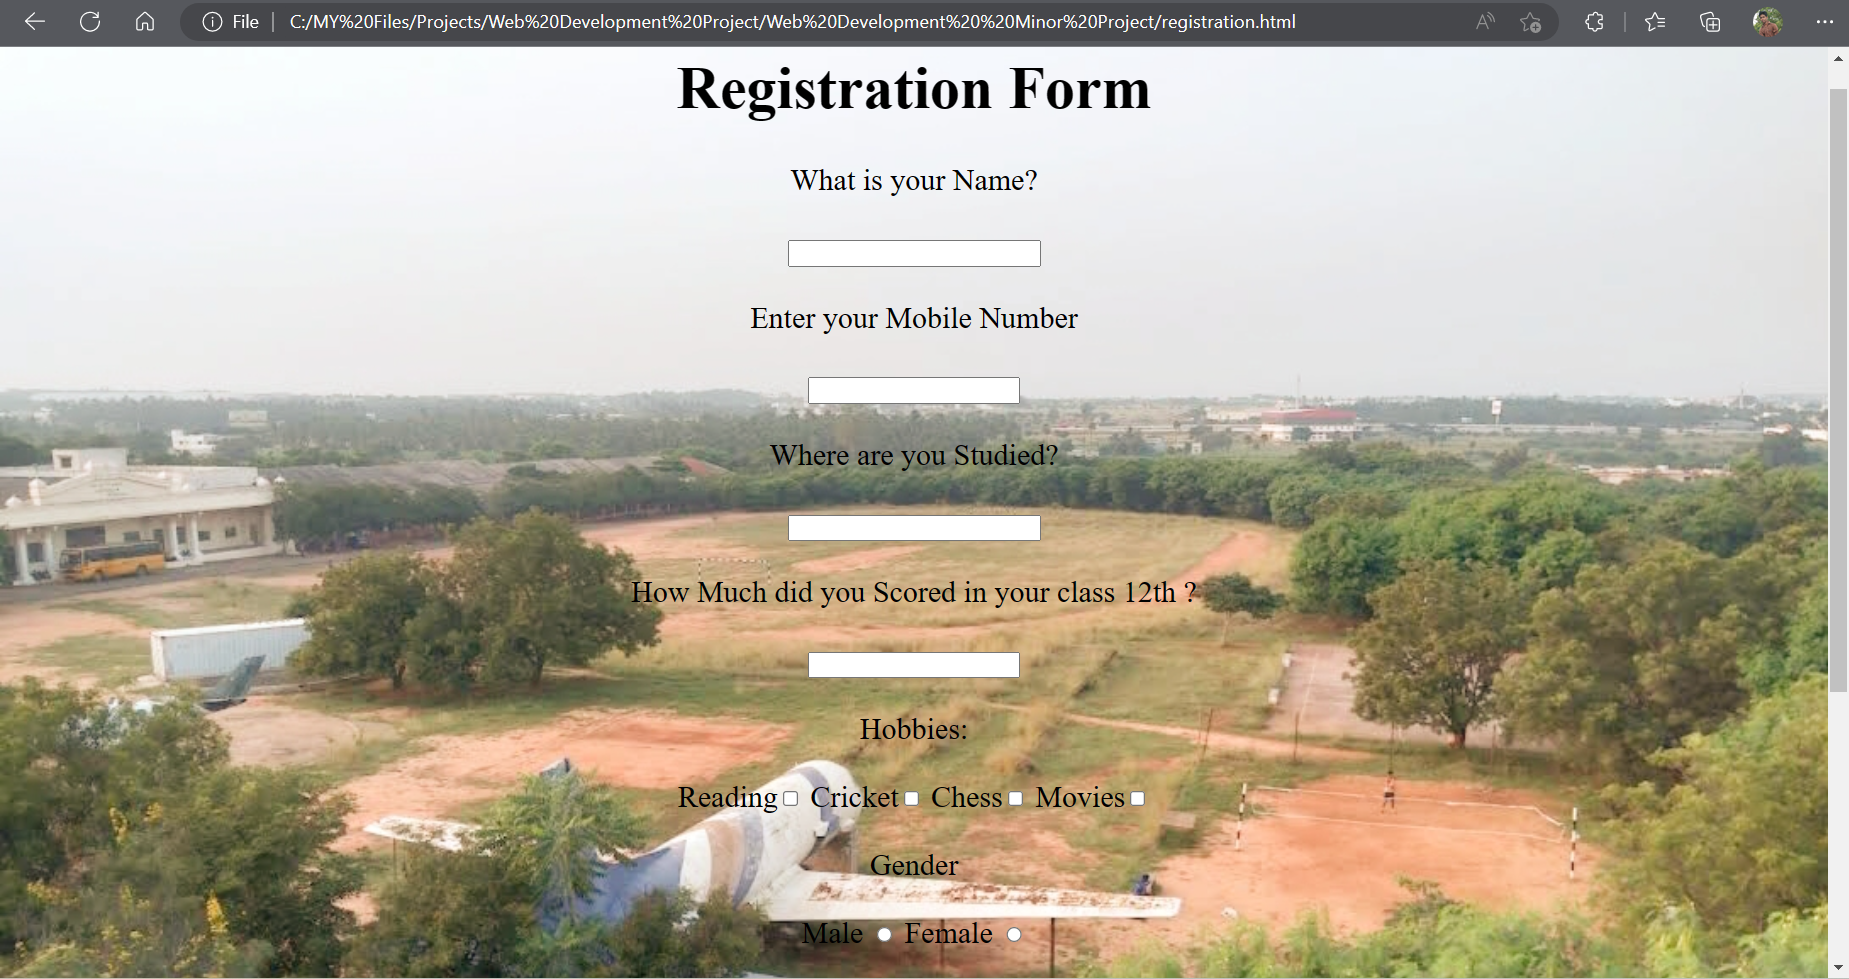 File C:/MY%20Files/Projects/Web%20Development%20Project/Web%20Development%20%20Minor%20Project/registration.html
Registration Form
What is your Name?
Enter your Mobile Number
Where are you Studied?
How Much did you Scored in your class 12th ?
Hobbies:
Reading Cricket Chess Movies
Gender
Male Female